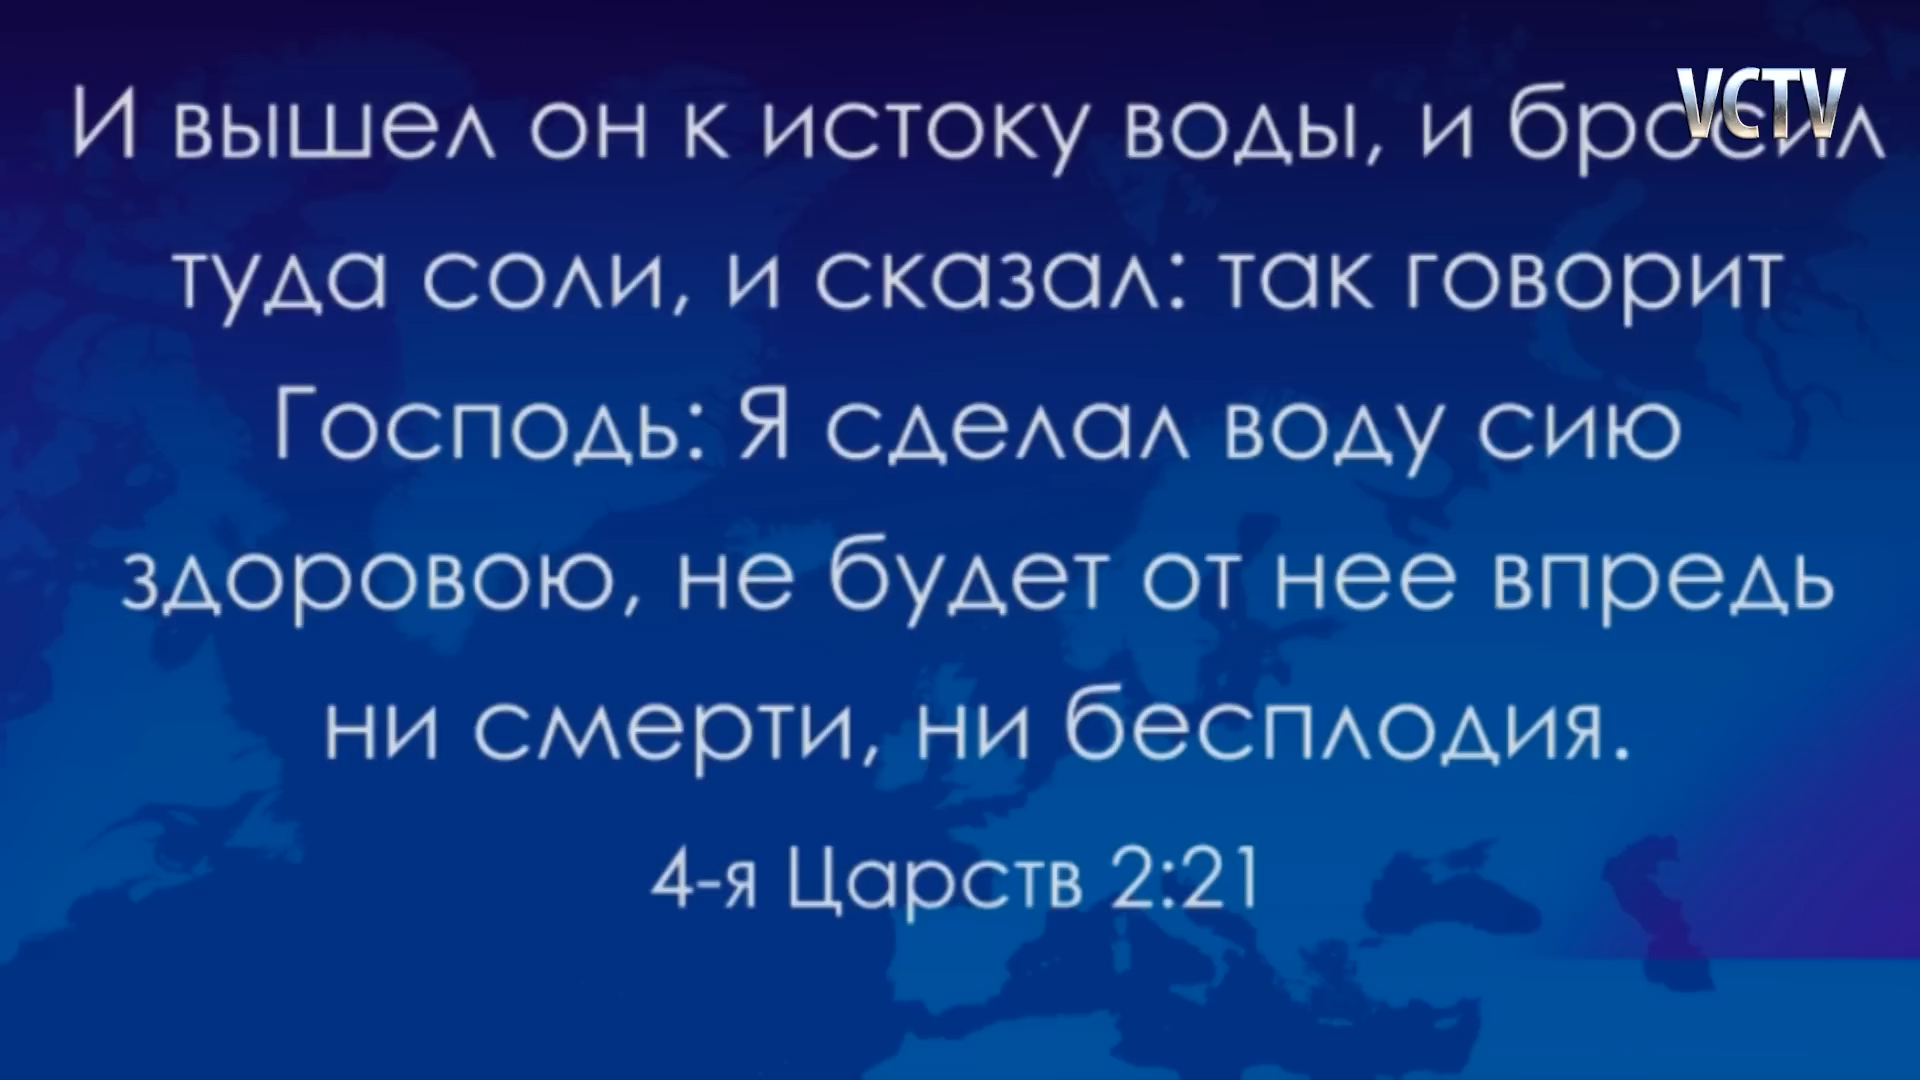 VCTV
И вышел он к истоку воды, и бросил
туда соли, и сказал: так говорит
Господь: Я сделал воду сию
здоровою, не будет от нее впредь
ни смерти, ни бесплодия.
4-я Царств 2:21